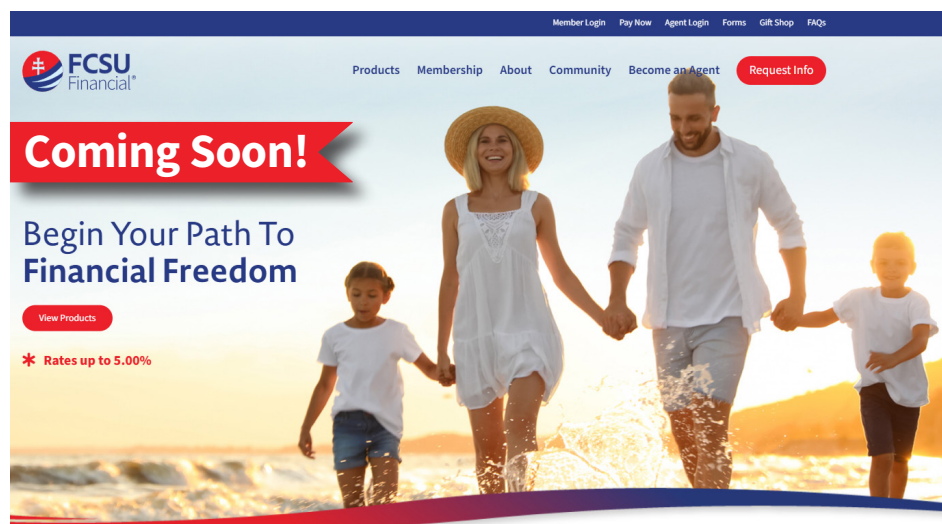 Member Login Pay Now Agent Login Forms Gift Shop FAQs
FCSU
Financial®
Products Membership About Community Become an Agent Request Info
Coming Soon!
Begin Your Path To
Financial Freedom
View Products
* Rates up to 5.00%